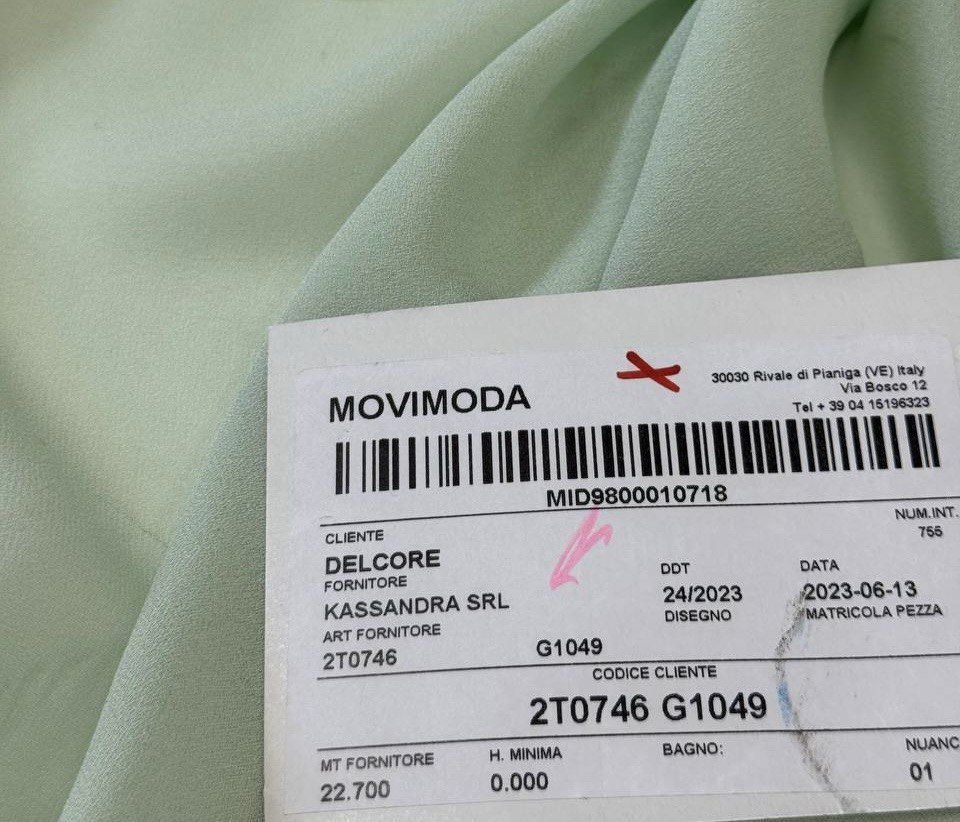 MOVIMODA
30030 Rivale di Pianiga (VE) Italy
Via Bosco 12
Tel + 39 04 15196323
MID9800010718
NUM.INT.
755
CLIENTE
DELCORE
FORNITORE
KASSANDRA SRL
DDT
24/2023
DISEGNO
DATA
2023-06-13
MATRICOLA PEZZA
ART FORNITORE
2T0746 G1049
CODICE CLIENTE
2T0746 G1049
MT FORNITORE H. MINIMA BAGNO: NUANC
22.700 0.000 01